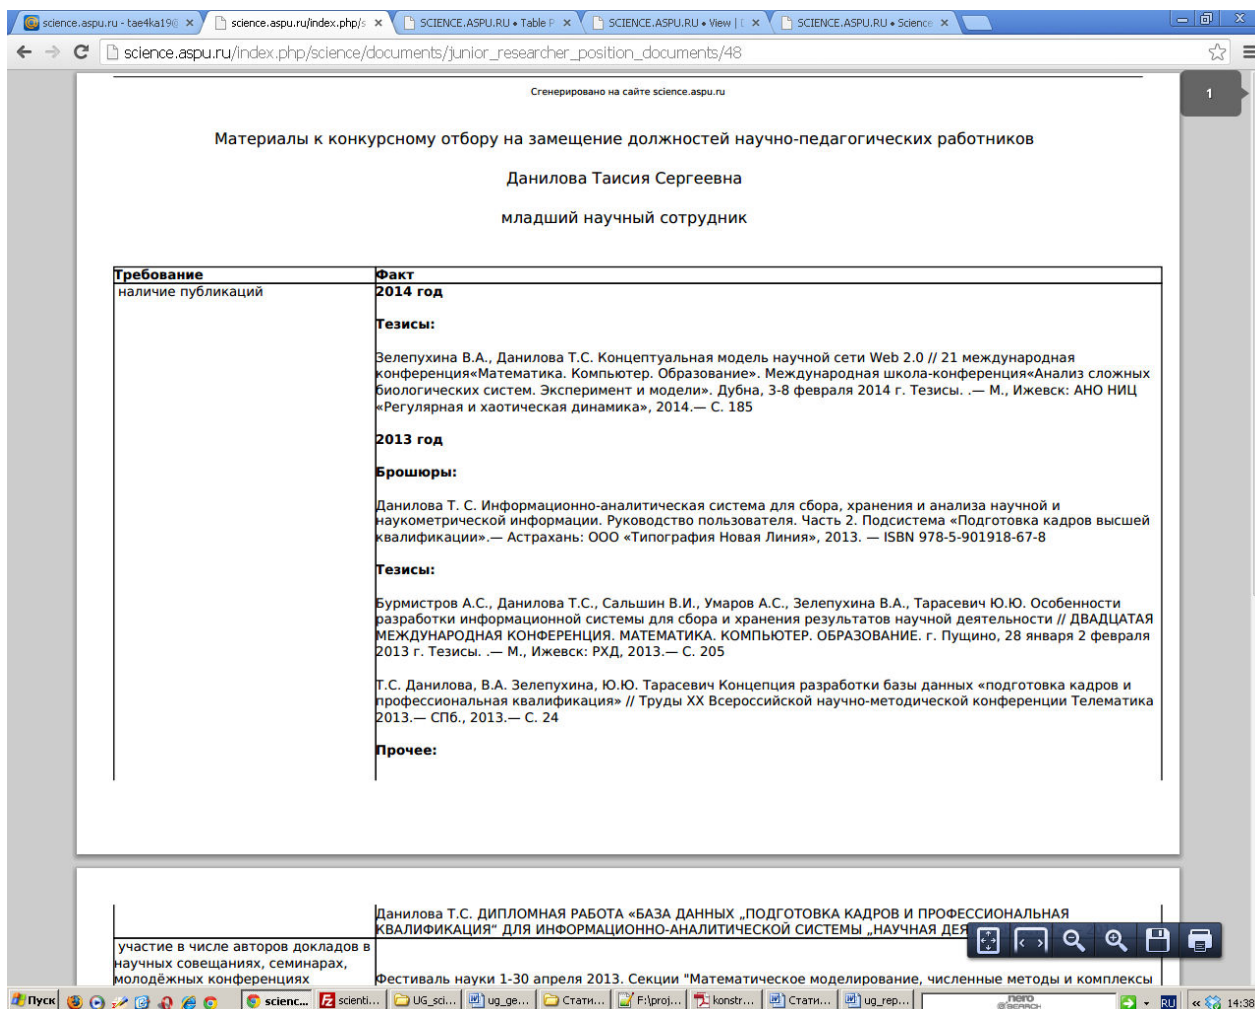 science.aspu.ru - tae4ka19@
science.aspu.ru/index.php/s
SCIENCE.ASPU.RU • Table P
SCIENCE.ASPU.RU • View |
SCIENCE.ASPU.RU • Science
science.aspu.ru/index.php/science/documents/junior_researcher_position_documents/48
1
Сгенерировано на сайте science.aspu.ru
Материалы к конкурсному отбору на замещение должностей научно-педагогических работников
Данилова Таисия Сергеевна
младший научный сотрудник
Требование Факт
наличие публикаций 2014 год
Тезисы:
Зелепухина В.А., Данилова Т.С. Концептуальная модель научной сети Web 2.0 // 21 международная
конференция«Математика. Компьютер. Образование». Международная школа-конференция«Анализ сложных
биологических систем. Эксперимент и модели». Дубна, 3-8 февраля 2014 г. Тезисы. .— М., Ижевск: АНО НИЦ
«Регулярная и хаотическая динамика», 2014.— С. 185
2013 год
Брошюры:
Данилова Т. С. Информационно-аналитическая система для сбора, хранения и анализа научной и
наукометрической информации. Руководство пользователя. Часть 2. Подсистема «Подготовка кадров высшей
квалификации».— Астрахань: ООО «Типография Новая Линия», 2013. — ISBN 978-5-901918-67-8
Тезисы:
Бурмистров А.С., Данилова Т.С., Сальшин В.И., Умаров А.С., Зелепухина В.А., Тарасевич Ю.Ю. Особенности
разработки информационной системы для сбора и хранения результатов научной деятельности // ДВАДЦАТАЯ
МЕЖДУНАРОДНАЯ КОНФЕРЕНЦИЯ. МАТЕМАТИКА. КОМПЬЮТЕР. ОБРАЗОВАНИЕ. г. Пущино, 28 января 2 февраля
2013 г. Тезисы. .— М., Ижевск: РХД, 2013.— С. 205
Т.С. Данилова, В.А. Зелепухина, Ю.Ю. Тарасевич Концепция разработки базы данных «подготовка кадров и
профессиональная квалификация» // Труды XX Всероссийской научно-методической конференции Телематика
2013.— СПб., 2013.— С. 24
Прочее:
Данилова Т.С. ДИПЛОМНАЯ РАБОТА «БАЗА ДАННЫХ „ПОДГОТОВКА КАДРОВ И ПРОФЕССИОНАЛЬНАЯ
КВАЛИФИКАЦИЯ“ ДЛЯ ИНФОРМАЦИОННО-АНАЛИТИЧЕСКОЙ СИСТЕМЫ „НАУЧНАЯ ДЕЯ
участие в числе авторов докладов в
научных совещаниях, семинарах,
молодёжных конференциях Фестиваль науки 1-30 апреля 2013. Секции "Математическое моделирование, численные методы и комплексы
Пуск scienc... scienti... UG_sci... ug_ge... Стати... F:\proj... konstr... Стати... ug_rep... nero SEARCH RU « 14:38